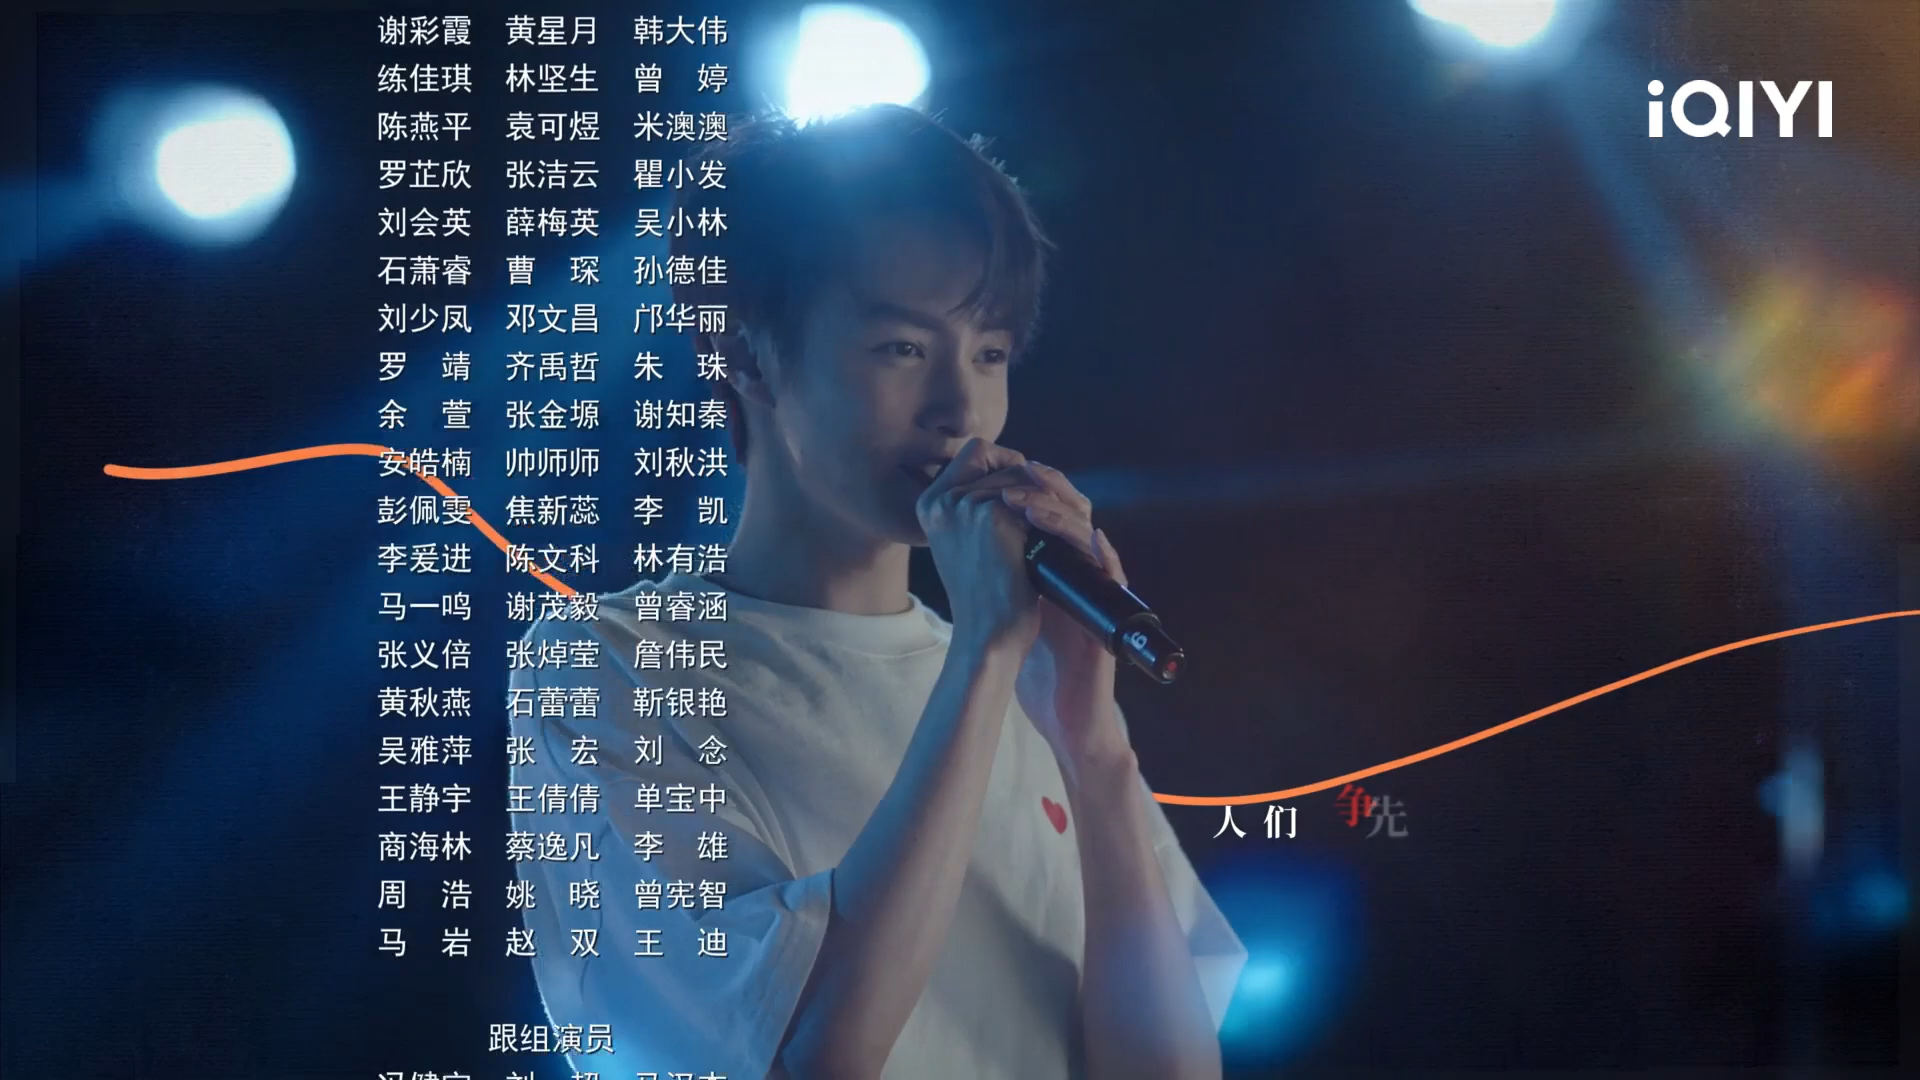 谢彩霞 黄星月 韩大伟
练佳琪 林坚生 曾 婷
陈燕平 袁可煜 米澳澳
罗芷欣 张洁云 瞿小发
刘会英 薛梅英 吴小林
石萧睿 曹 琛 孙德佳
刘少凤 邓文昌 邝华丽
罗 靖 齐禹哲 朱 珠
余 萱 张金塬 谢知秦
安皓楠 帅师师 刘秋洪
彭佩雯 焦新蕊 李 凯
李爱进 陈文科 林有浩
马一鸣 谢茂毅 曾睿涵
张义倍 张焯莹 詹伟民
黄秋燕 石蕾蕾 靳银艳
吴雅萍 张 宏 刘 念
王静宇 王倩倩 单宝中
商海林 蔡逸凡 李 雄
周 浩 姚 晓 曾宪智
马 岩 赵 双 王 迪
跟组演员
iQIYI
人们 争先
6